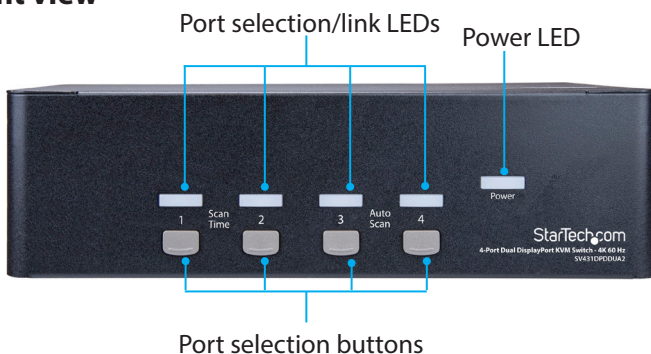 view
Port selection/link LEDs
Power LED
1 Scan Time 2 3 Auto Scan 4
Power
StarTech.com
4-Port Dual DisplayPort KVM Switch - 4K 60 Hz
SV431DPDDUA2
Port selection buttons